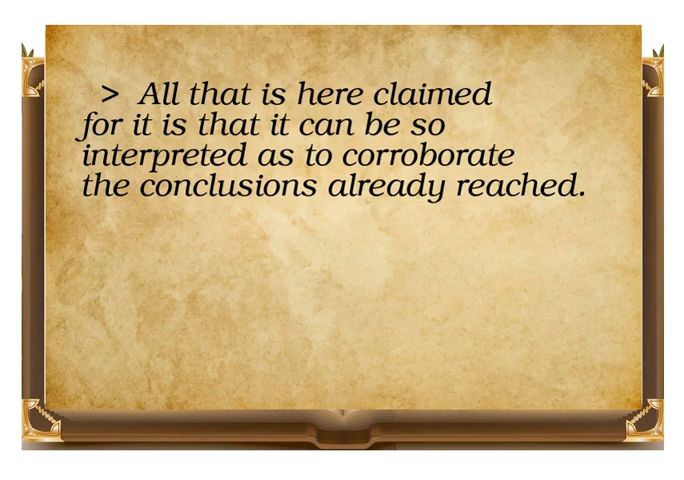 > All that is here claimed
for it is that it can be so
interpreted as to corroborate
the conclusions already reached.